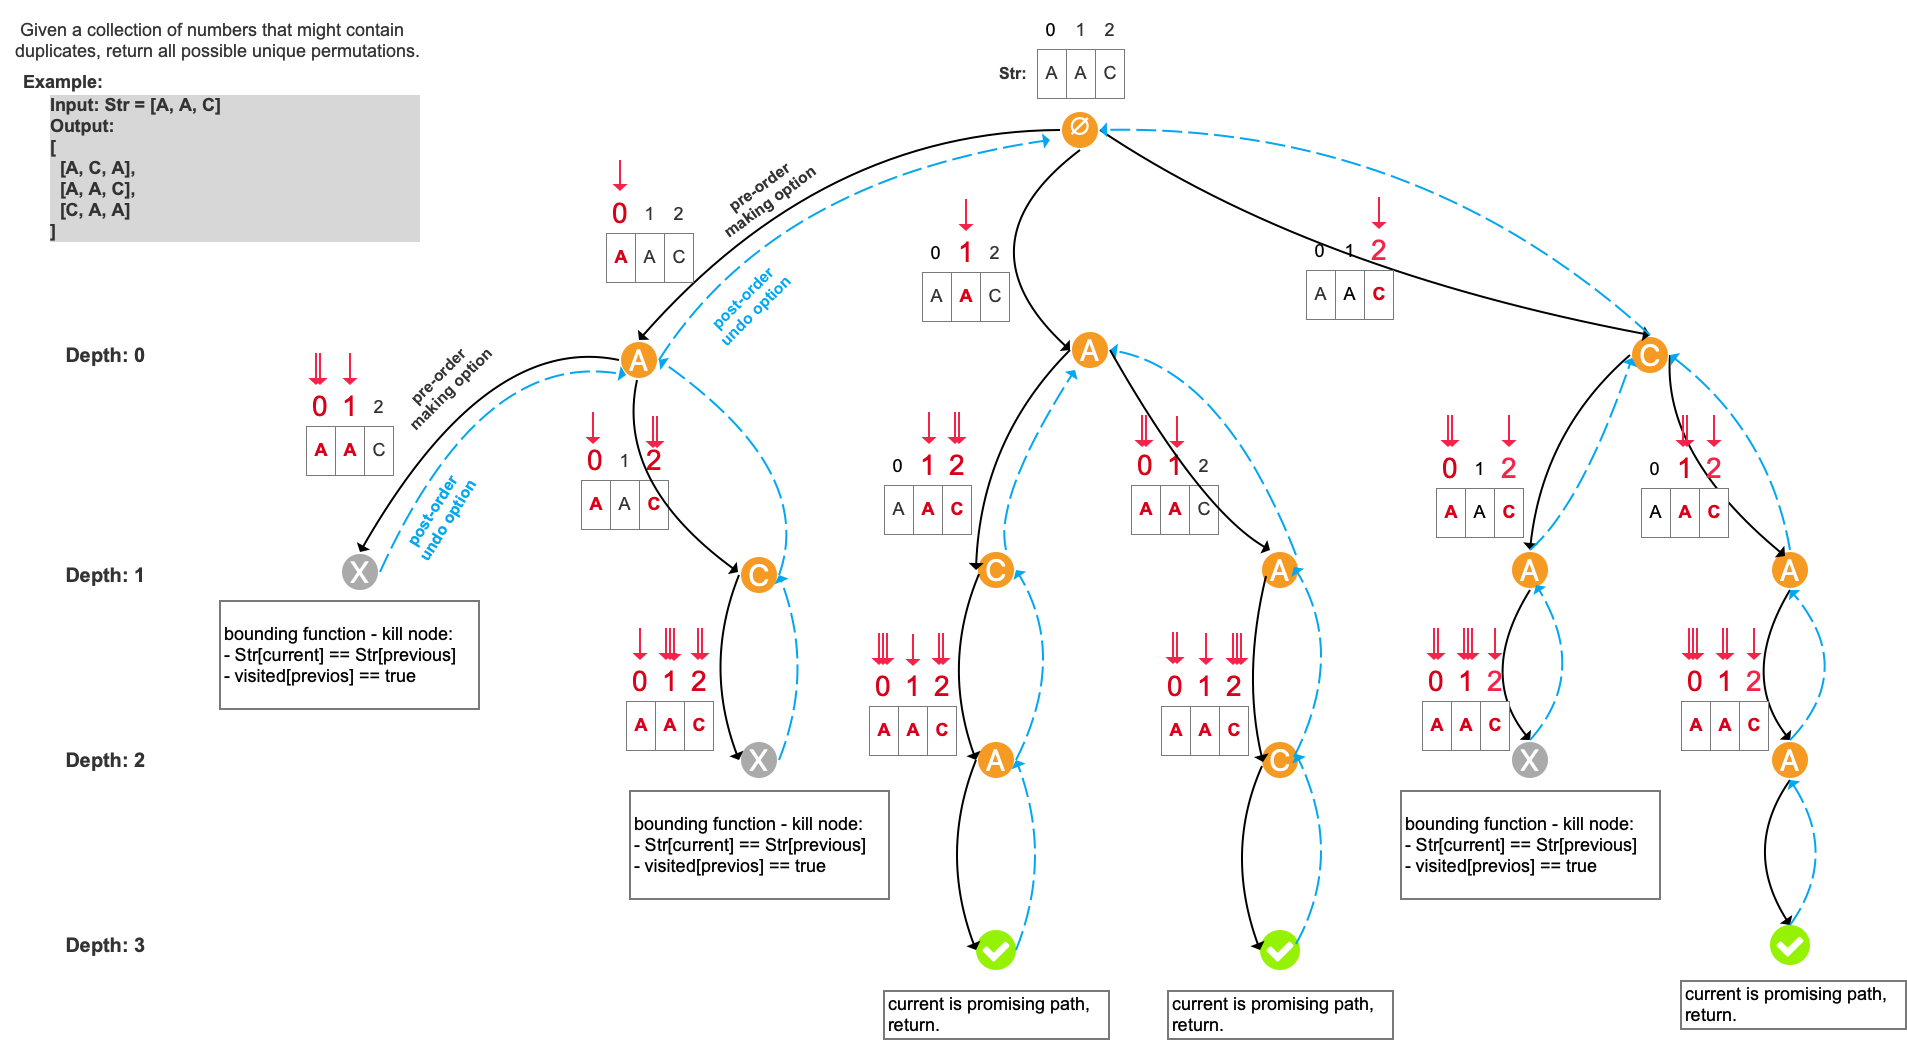 Given a collection of numbers that might contain
duplicates, return all possible unique permutations.
Example:
Input: Str = [A, A, C]
Output:
[
[A, C, A],
[A, A, C],
[C, A, A]
]
0 1 2
Str: A A C
∅
pre-order
making option
post-order
undo option
0 1 2
A A C
0 1 2
A A C
0 1 2
A A C
Depth: 0
A
A
C
pre-order
making option
post-order
undo option
0 1 2
A A C
0 1 2
A A C
0 1 2
A A C
0 1 2
A A C
0 1 2
A A C
0 1 2
A A C
Depth: 1
X
C
C
A
A
A
bounding function - kill node:
- Str[current] == Str[previous]
- visited[previos] == true
0 1 2
A A C
0 1 2
A A C
0 1 2
A A C
0 1 2
A A C
0 1 2
A A C
Depth: 2
X
A
C
X
A
bounding function - kill node:
- Str[current] == Str[previous]
- visited[previos] == true
bounding function - kill node:
- Str[current] == Str[previous]
- visited[previos] == true
Depth: 3
current is promising path,
return.
current is promising path,
return.
current is promising path,
return.